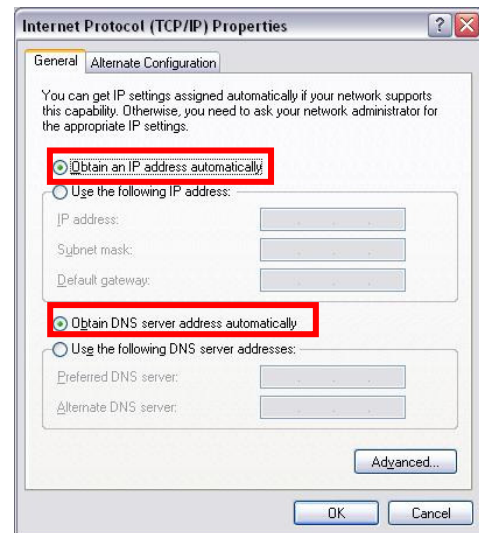 Internet Protocol (TCP/IP) Properties
General
Alternate Configuration
You can get IP settings assigned automatically if your network supports
this capability. Otherwise, you need to ask your network administrator for
the appropriate IP settings.
Obtain an IP address automatically
Use the following IP address:
IP address:
Subnet mask:
Default gateway:
Obtain DNS server address automatically
Use the following DNS server addresses:
Preferred DNS server:
Alternate DNS server:
Advanced...
OK
Cancel